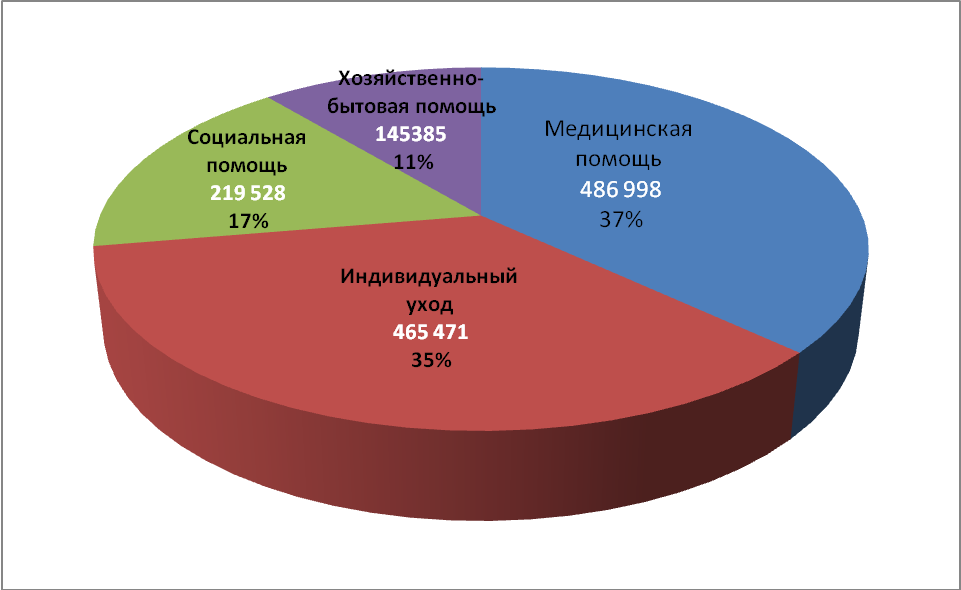 Хозяйственно-
бытовая помощь
145385
11%
Медицинская
помощь
486 998
37%
Социальная
помощь
219 528
17%
Индивидуальный
уход
465 471
35%